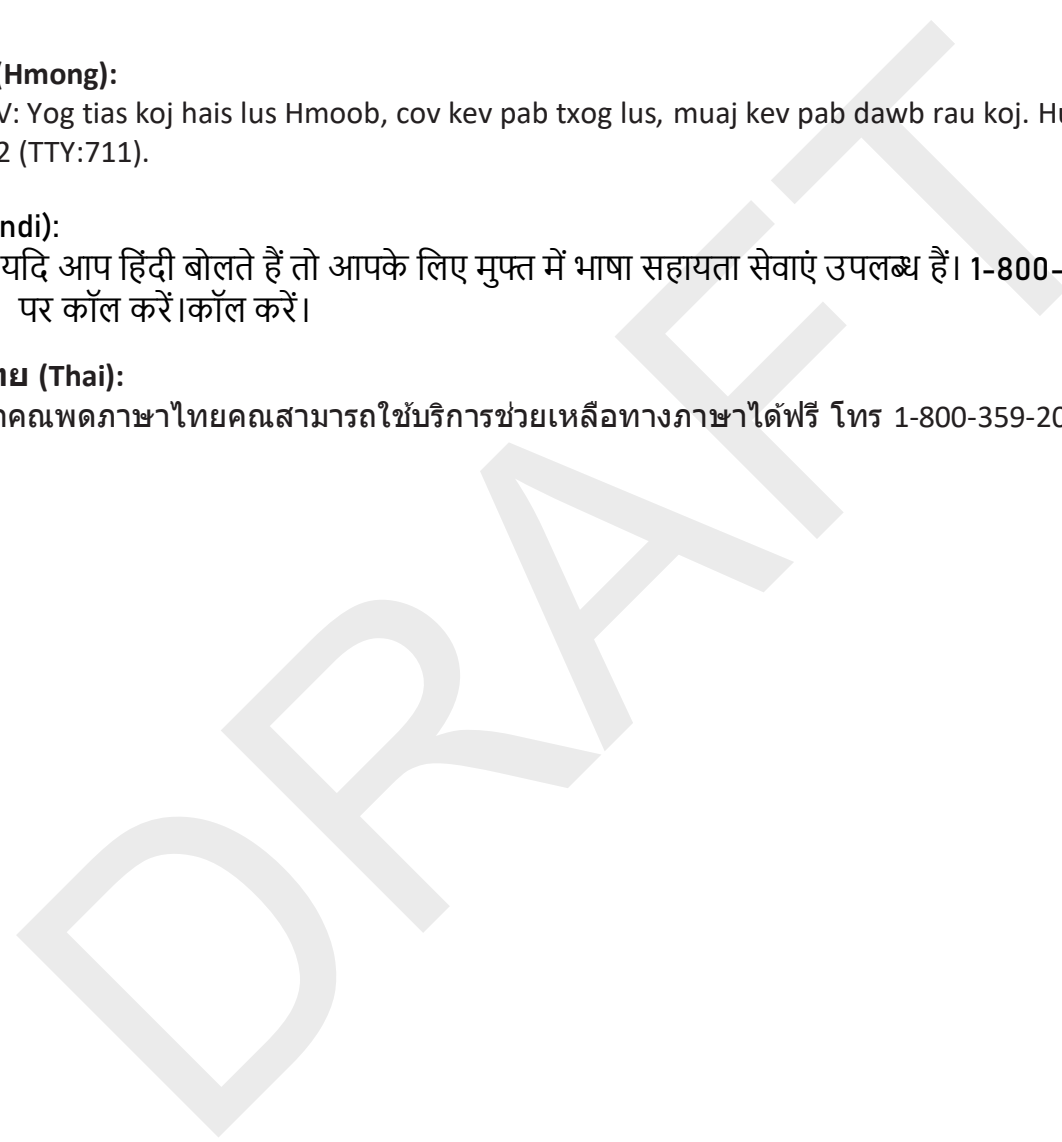 (Hmong):
V: Yog tias koj hais lus Hmoob, cov kev pab txog lus, muaj kev pab dawb rau koj.
2 (TTY:711).
ndi):
यदि आप हिंदी बोलते हैं तो आपके लिए मुफ्त में भाषा सहायता सेवाएं उपलब्ध हैं। 1-800-
पर कॉल करें।कॉल करें।
(Thai):
คณพดภาษาไทยคณสามารถใช้บริการช่วยเหลือทางภาษาได้ฟรี โทร 1-800-359-20
DRAFT